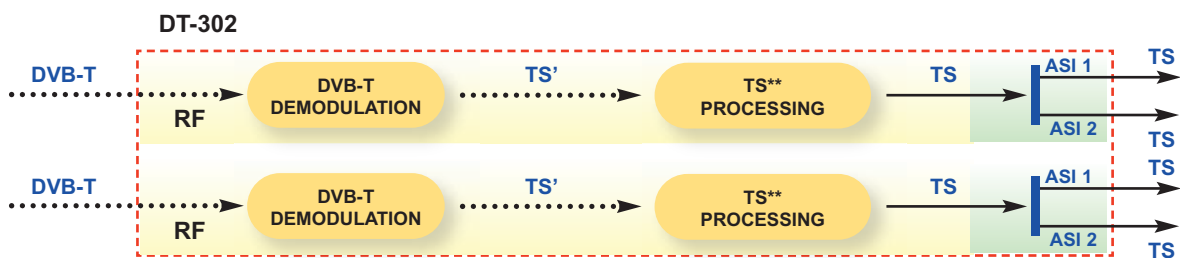 DT-302
DVB-T
RF
DVB-T
DEMODULATION
TS'
TS**
PROCESSING
TS
ASI 1
ASI 2
TS
TS
DVB-T
RF
DVB-T
DEMODULATION
TS'
TS**
PROCESSING
TS
ASI 1
ASI 2
TS
TS